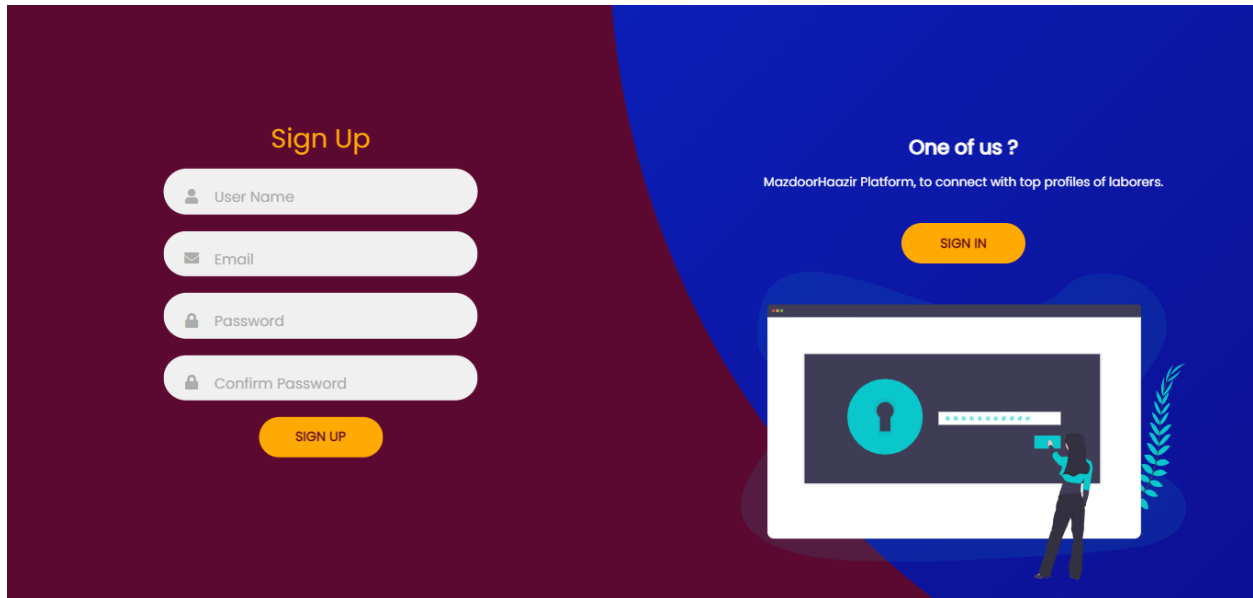 Sign Up
User Name
Email
Password
Confirm Password
SIGN UP
One of us ?
MazdoorHaazir Platform, to connect with top profiles of laborers.
SIGN IN
***********